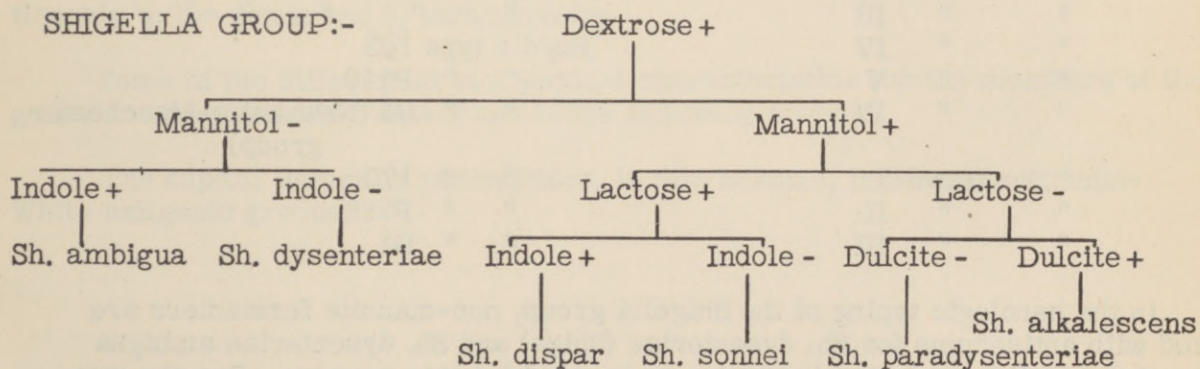 SHIGELLA GROUP:- Dextrose +
Mannitol - Mannitol +
Indole + Indole - Lactose + Lactose -
Sh. ambigua Sh. dysenteriae Indole + Indole - Dulcite - Dulcite +
Sh. alkalescens
Sh. dispar Sh. sonnei Sh. paradysenteriae